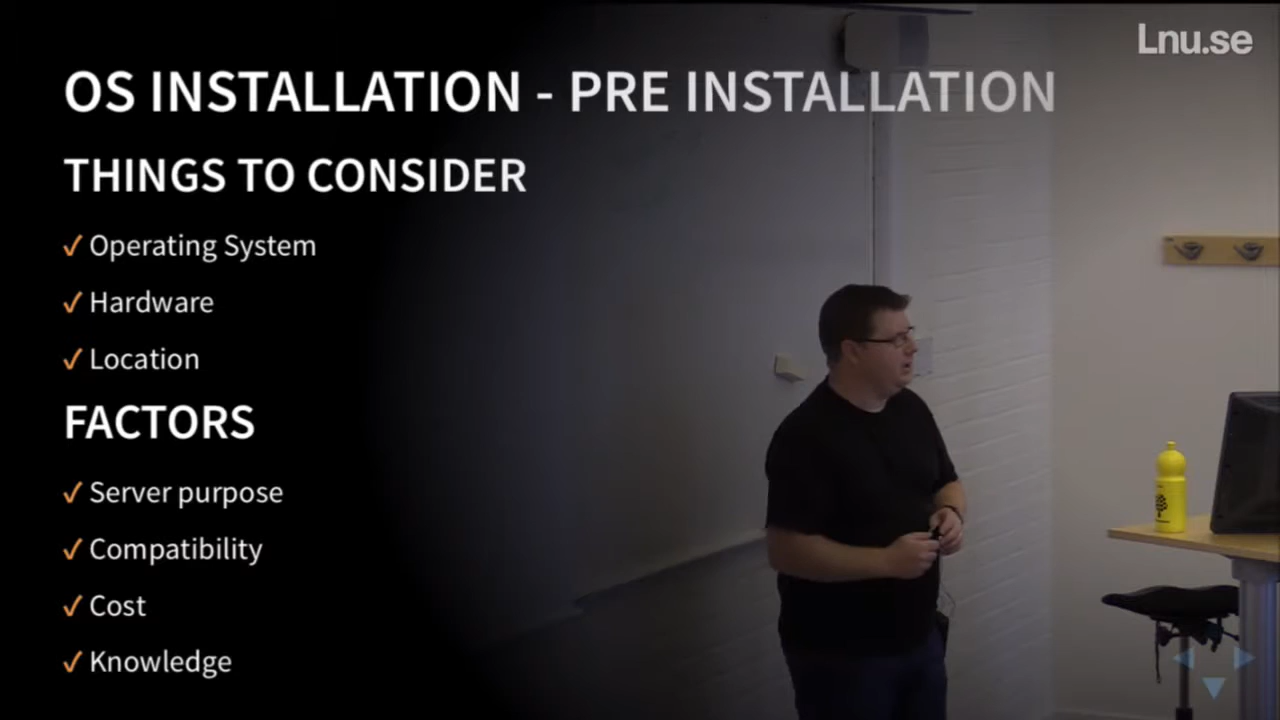 Lnu.se
OS INSTALLATION - PRE INSTALLATION
THINGS TO CONSIDER
✓ Operating System
✓ Hardware
✓ Location
FACTORS
✓ Server purpose
✓ Compatibility
✓ Cost
✓ Knowledge